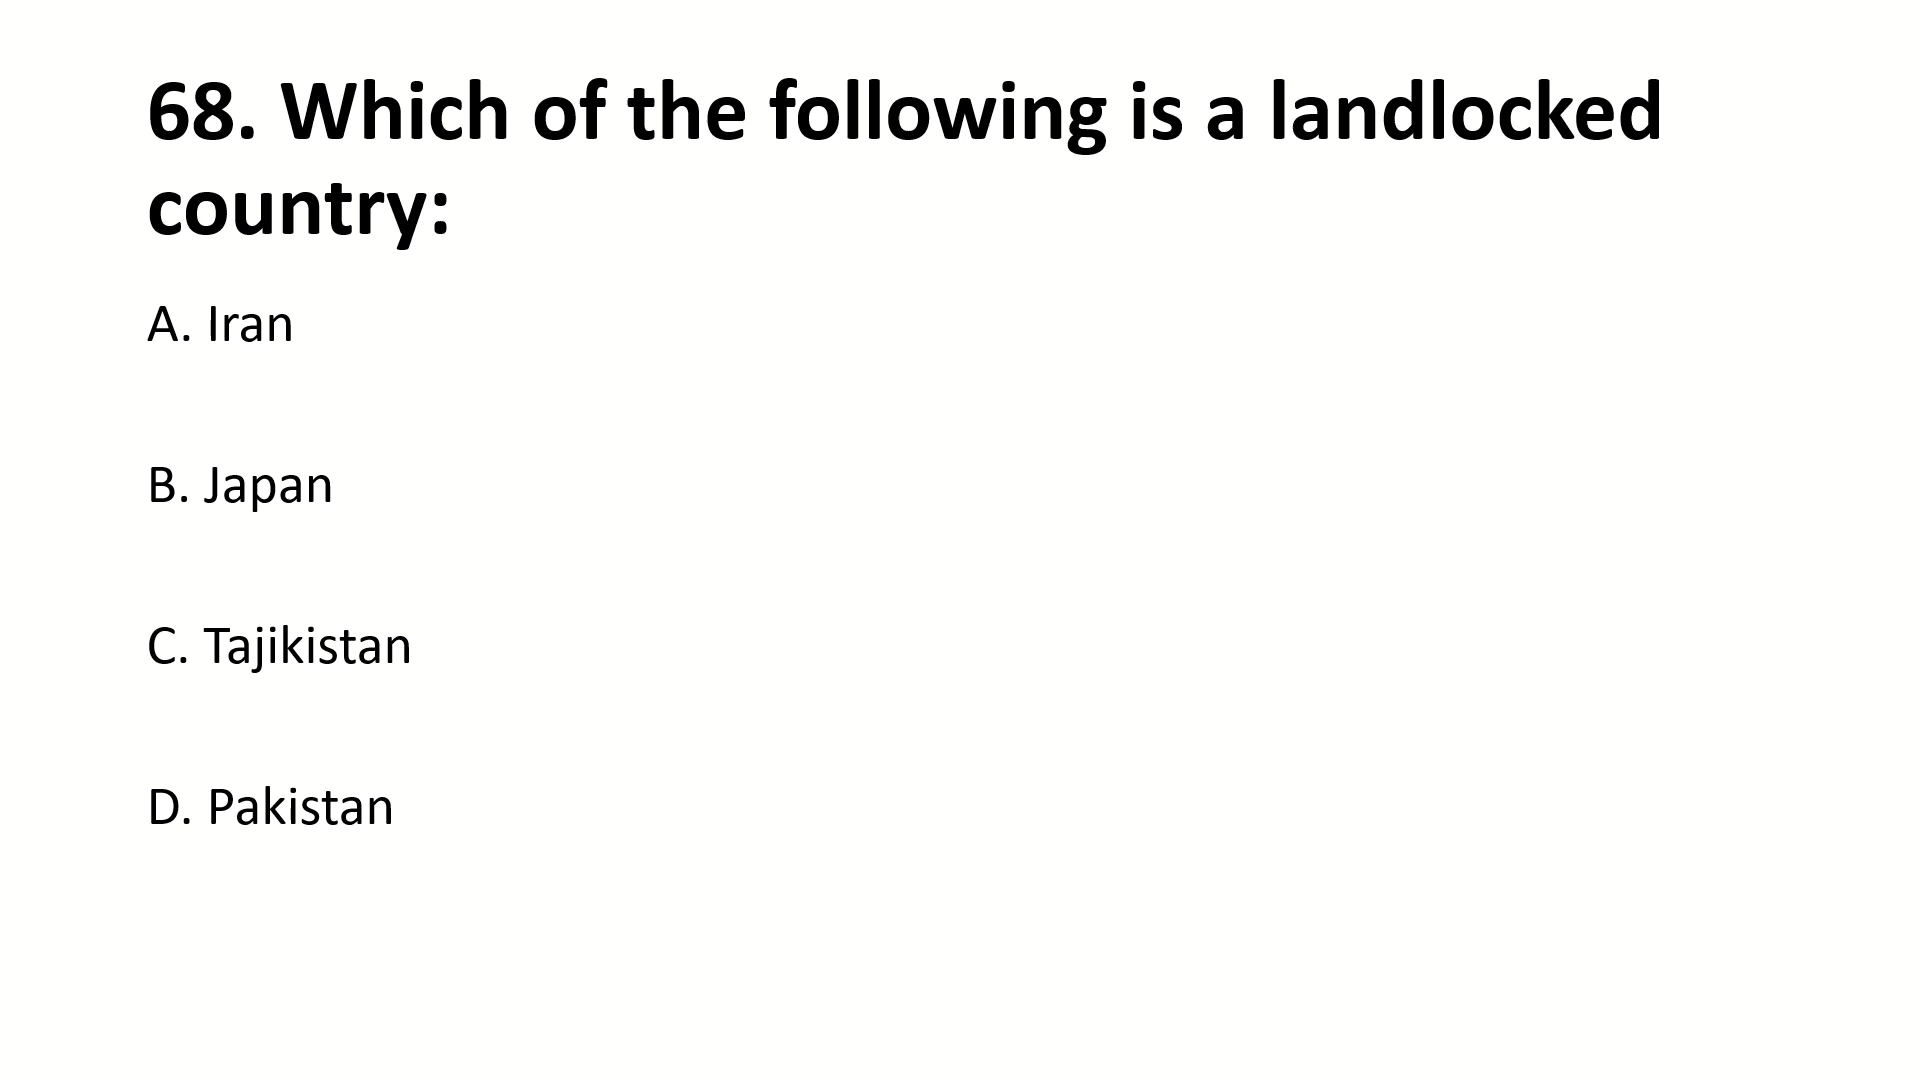 68. Which of the following is a landlocked
country:
A. Iran
B. Japan
C. Tajikistan
D. Pakistan